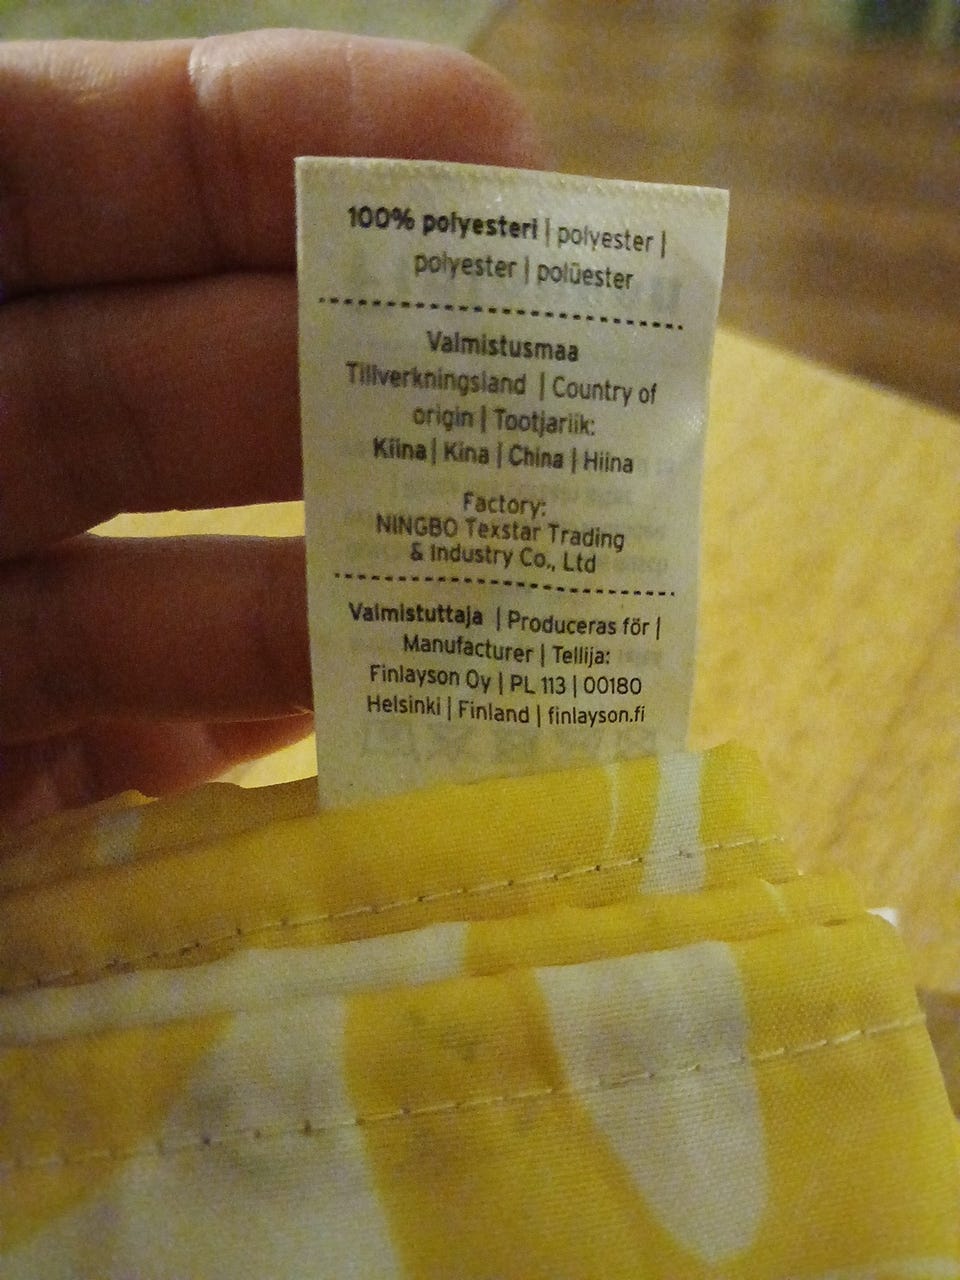 100% polyesteri | polyester |
polyester | polüester
Valmistusmaa
Tillverkningsland | Country of
origin | Tootjariik:
Kiina | Kina | China | Hiina
Factory:
NINGBO Texstar Trading
& Industry Co., Ltd
Valmistuttaja | Produceras för |
Manufacturer | Tellija:
Finlayson Oy | PL 113 | 00180
Helsinki | Finland | finlayson.fi